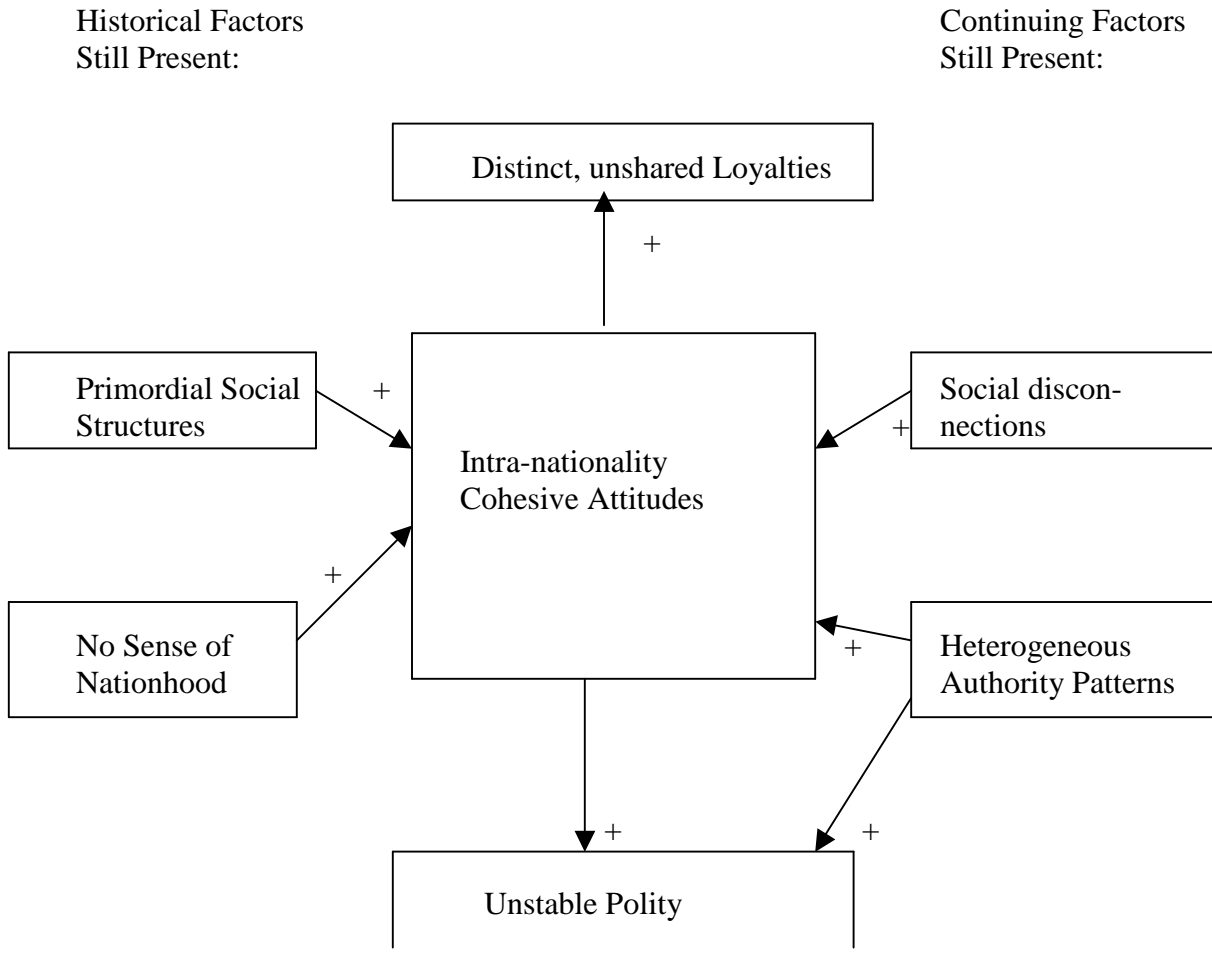 Historical Factors
Still Present:
Continuing Factors
Still Present:
Distinct, unshared Loyalties
+
Primordial Social
Structures
+
Intra-nationality
Cohesive Attitudes
Social discon-
nections
+
No Sense of
Nationhood
+
Heterogeneous
Authority Patterns
+
+
+
Unstable Polity